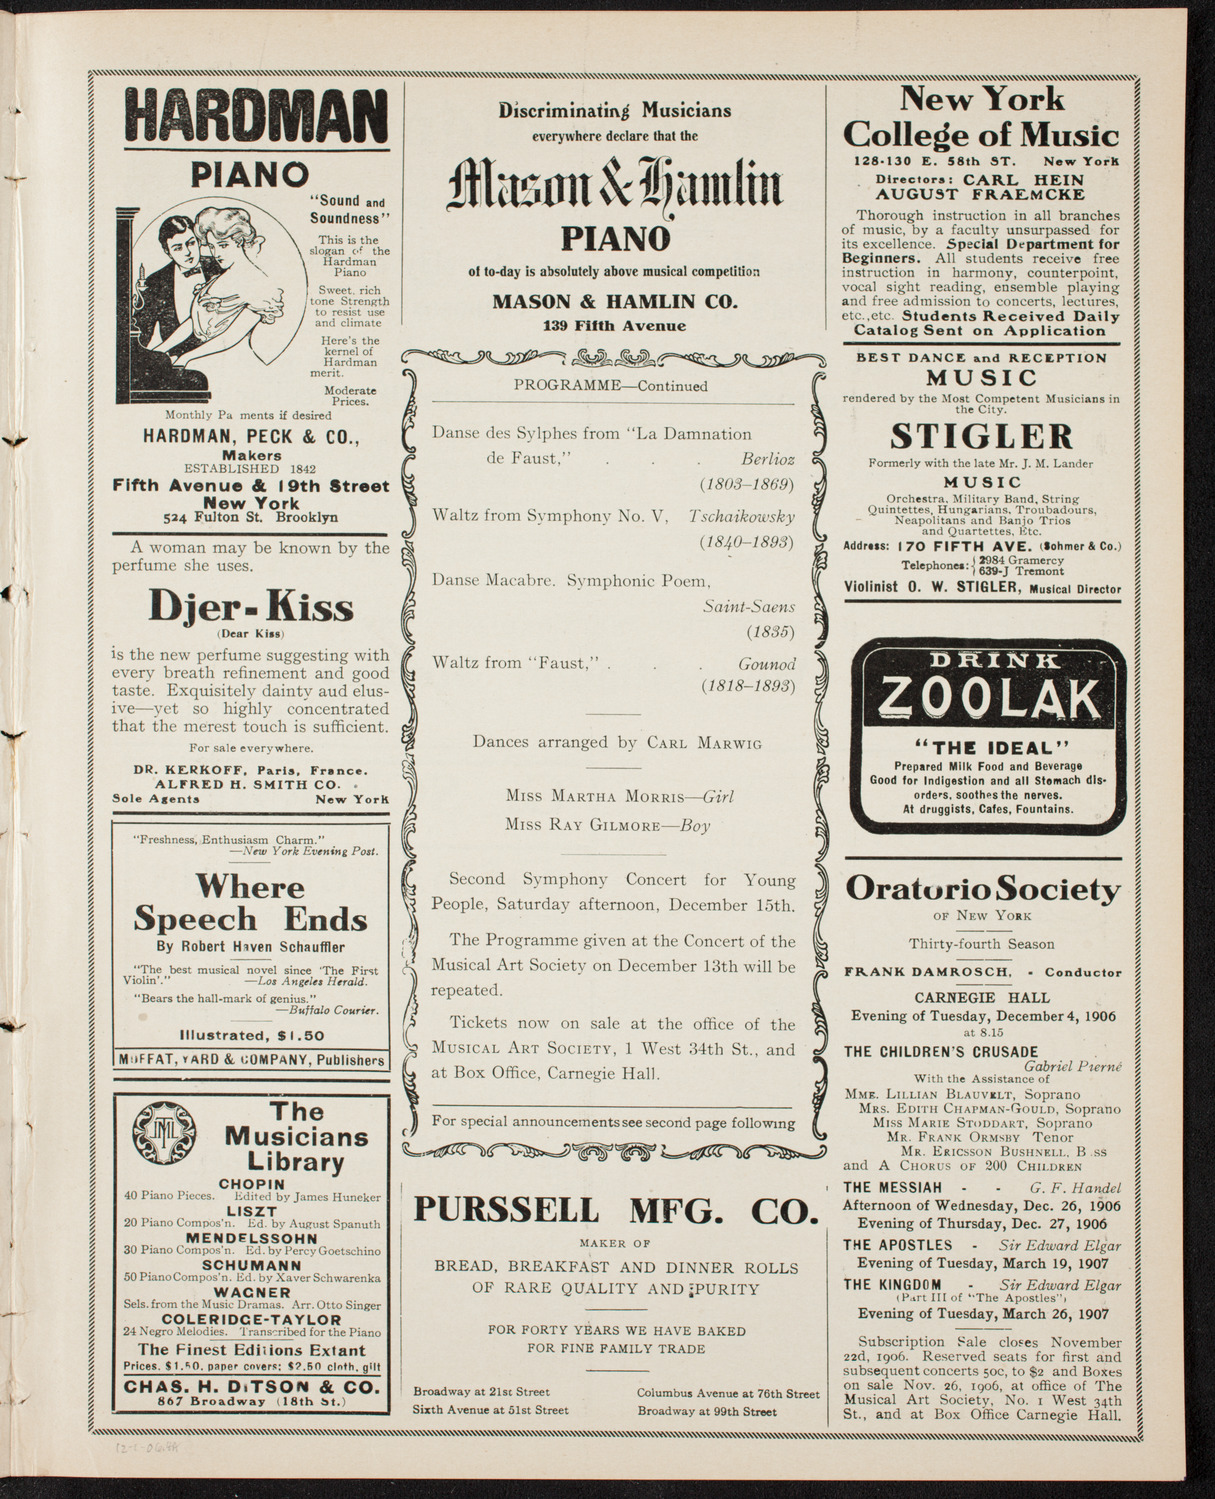 HARDMAN
PIANO
"Sound and
Soundness"
This is the
slogan of the
Hardman
Piano
Sweet, rich
tone Strength
to resist use
and climate
Here's the
kernel of
Hardman
merit.
Moderate
Prices.
Monthly Pa ments if desired
HARDMAN, PECK & CO.,
Makers
ESTABLISHED 1842
Fifth Avenue & 19th Street
New York
524 Fulton St. Brooklyn
A woman may be known by the
perfume she uses.
Djer-Kiss
(Dear Kiss)
is the new perfume suggesting with
every breath refinement and good
taste. Exquisitely dainty aud elus-
ive—yet so highly concentrated
that the merest touch is sufficient.
For sale everywhere.
DR. KERKOFF, Paris, France.
ALFRED H. SMITH CO.
Sole Agents New York
"Freshness, Enthusiasm Charm."
—New York Evening Post.
Where
Speech Ends
By Robert Haven Schauffler
"The best musical novel since 'The First
Violin'." —Los Angeles Herald.
"Bears the hall-mark of genius."
—Buffalo Courier.
Illustrated, $1.50
MOFFAT, YARD & COMPANY, Publishers
TML
The
Musicians
Library
CHOPIN
40 Piano Pieces. Edited by James Huneker
LISZT
20 Piano Compos'n. Ed. by August Spanuth
MENDELSSOHN
30 Piano Compos'n. Ed. by Percy Goetschino
SCHUMANN
50 Piano Compos'n. Ed. by Xaver Schwarenka
WAGNER
Sels. from the Music Dramas. Arr. Otto Singer
COLERIDGE-TAYLOR
24 Negro Melodies. Transcribed for the Piano
The Finest Editions Extant
Prices, $1.50, paper covers; $2.50 cloth, gilt
CHAS. H. DITSON & CO.
867 Broadway (18th St.)
Discriminating Musicians
everywhere declare that the
Mason & Hamlin
PIANO
of to-day is absolutely above musical competition
MASON & HAMLIN CO.
139 Fifth Avenue
PROGRAMME—Continued
Danse des Sylphes from "La Damnation
de Faust," . . . Berlioz
(1803–1869)
Waltz from Symphony No. V, Tschaikowsky
(1840–1893)
Danse Macabre. Symphonic Poem,
Saint-Saens
(1835)
Waltz from "Faust," . . . Gounod
(1818–1893)
Dances arranged by CARL MARWIG
MISS MARTHA MORRIS—Girl
MISS RAY GILMORE—Boy
Second Symphony Concert for Young
People, Saturday afternoon, December 15th.
The Programme given at the Concert of the
Musical Art Society on December 13th will be
repeated.
Tickets now on sale at the office of the
MUSICAL ART SOCIETY, 1 West 34th St., and
at Box Office, Carnegie Hall.
For special announcements see second page following
PURSSELL MFG. CO.
MAKER OF
BREAD, BREAKFAST AND DINNER ROLLS
OF RARE QUALITY AND PURITY
FOR FORTY YEARS WE HAVE BAKED
FOR FINE FAMILY TRADE
Broadway at 21st Street Columbus Avenue at 76th Street
Sixth Avenue at 51st Street Broadway at 99th Street
New York
College of Music
128-130 E. 58th ST. New York
Directors: CARL HEIN
AUGUST FRAEMCKE
Thorough instruction in all branches
of music, by a faculty unsurpassed for
its excellence. Special Department for
Beginners. All students receive free
instruction in harmony, counterpoint,
vocal sight reading, ensemble playing
and free admission to concerts, lectures,
etc., etc. Students Received Daily
Catalog Sent on Application
BEST DANCE and RECEPTION
MUSIC
rendered by the Most Competent Musicians in
the City.
STIGLER
Formerly with the late Mr. J. M. Lander
MUSIC
Orchestra, Military Band, String
Quintettes, Hungarians, Troubadours,
Neapolitans and Banjo Trios
and Quartettes, Etc.
Address: 170 FIFTH AVE. (Sohmer & Co.)
Telephones: { 2984 Gramercy
639-J Tremont
Violinist O. W. STIGLER, Musical Director
DRINK
ZOOLAK
"THE IDEAL"
Prepared Milk Food and Beverage
Good for Indigestion and all Stomach dis-
orders, soothes the nerves.
At druggists, Cafes, Fountains.
Oratorio Society
OF NEW YORK
Thirty-fourth Season
FRANK DAMROSCH, - Conductor
CARNEGIE HALL
Evening of Tuesday, December 4, 1906
at 8.15
THE CHILDREN'S CRUSADE
Gabriel Pierné
With the Assistance of
MME. LILLIAN BLAUVELT, Soprano
MRS. EDITH CHAPMAN-GOULD, Soprano
MISS MARIE STODDART, Soprano
MR. FRANK ORMSBY Tenor
MR. ERICSSON BUSHNELL, B ss
and A CHORUS OF 200 CHILDREN
THE MESSIAH - - G. F. Handel
Afternoon of Wednesday, Dec. 26, 1906
Evening of Thursday, Dec. 27, 1906
THE APOSTLES - Sir Edward Elgar
Evening of Tuesday, March 19, 1907
THE KINGDOM - Sir Edward Elgar
(Part III of "The Apostles")
Evening of Tuesday, March 26, 1907
Subscription Sale closes November
22d, 1906. Reserved seats for first and
subsequent concerts 50c, to $2 and Boxes
on sale Nov. 26, 1906, at office of The
Musical Art Society, No. 1 West 34th
St., and at Box Office Carnegie Hall.